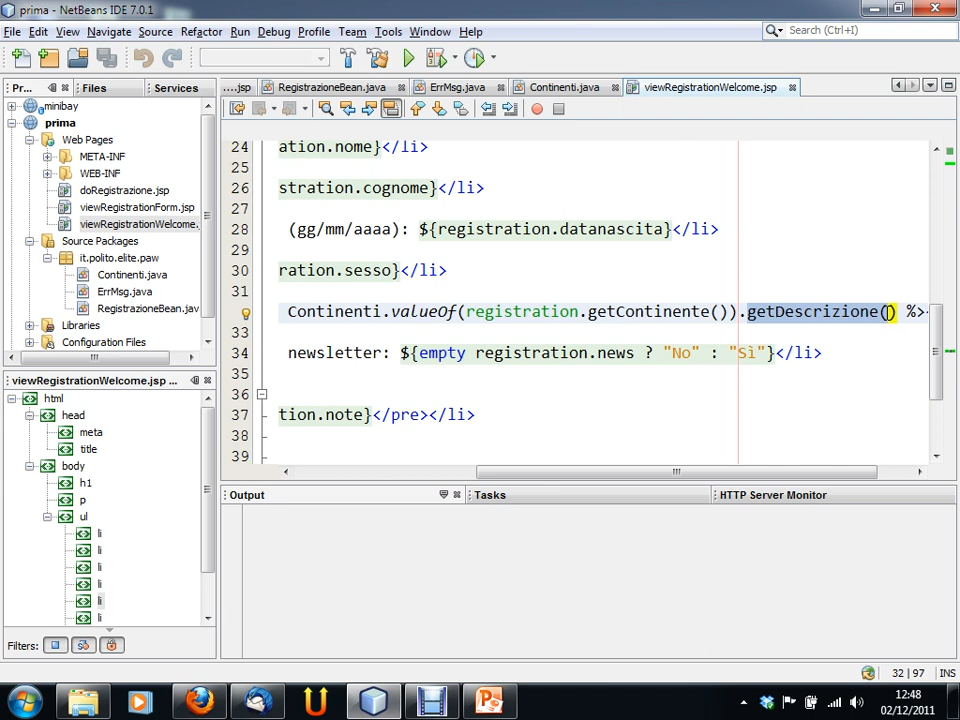 prima - NetBeans IDE 7.0.1
File Edit View Navigate Source Refactor Run Debug Profile Team Tools Window Help
Search (Ctrl+I)
Pr... Files Services
...jsp RegistrazioneBean.java ErrMsg.java Continenti.java viewRegistrationWelcome.jsp
minibay
prima
Web Pages
META-INF
WEB-INF
doRegistrazione.jsp
viewRegistrationForm.jsp
viewRegistrationWelcome.
Source Packages
it.polito.elite.paw
Continenti.java
ErrMsg.java
RegistrazioneBean.jav
Libraries
Configuration Files
24 ation.nome}</li>
25
26 stration.cognome}</li>
27
28 (gg/mm/aaaa): ${registration.datanascita}</li>
29
30 ration.sesso}</li>
31
Continenti.valueOf(registration.getContinente()).getDescrizione() %>
33
34 newsletter: ${empty registration.news ? "No" : "Sì"}</li>
35
36
37 tion.note}</pre></li>
38
39
viewRegistrationWelcome.jsp ...
html
head
meta
title
body
h1
p
ul
li
li
li
li
li
li
Filters:
Output Tasks HTTP Server Monitor
32 | 97 INS
12:48
02/12/2011